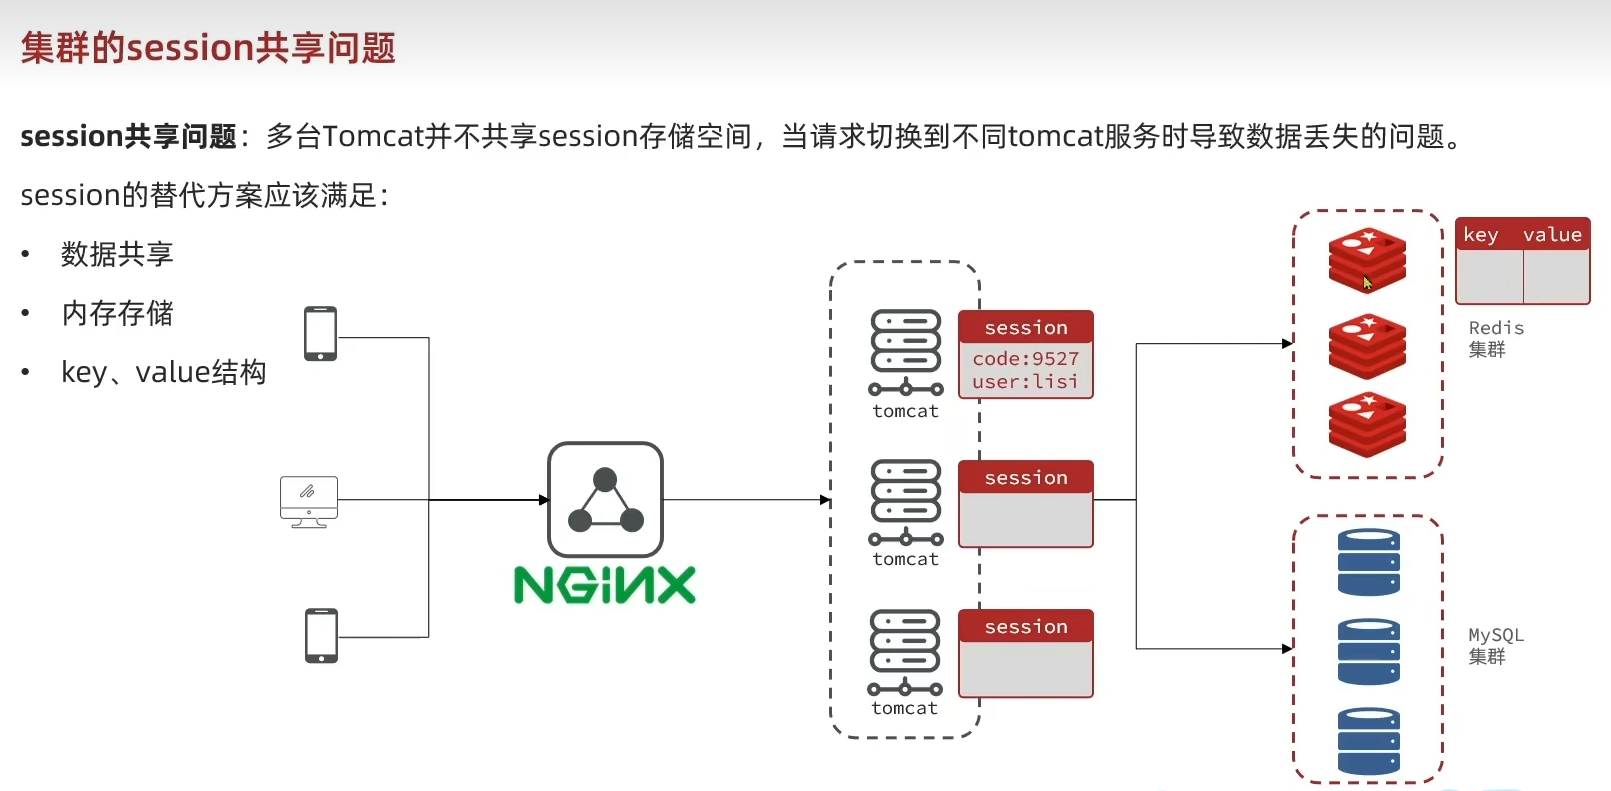 集群的session共享问题
session共享问题：多台Tomcat并不共享session存储空间，当请求切换到不同tomcat服务时导致数据丢失的问题。
session的替代方案应该满足：
• 数据共享
• 内存存储
• key、value结构
NGINX
session
code:9527
user:lisi
tomcat
session
tomcat
session
tomcat
key value
Redis
集群
MySQL
集群